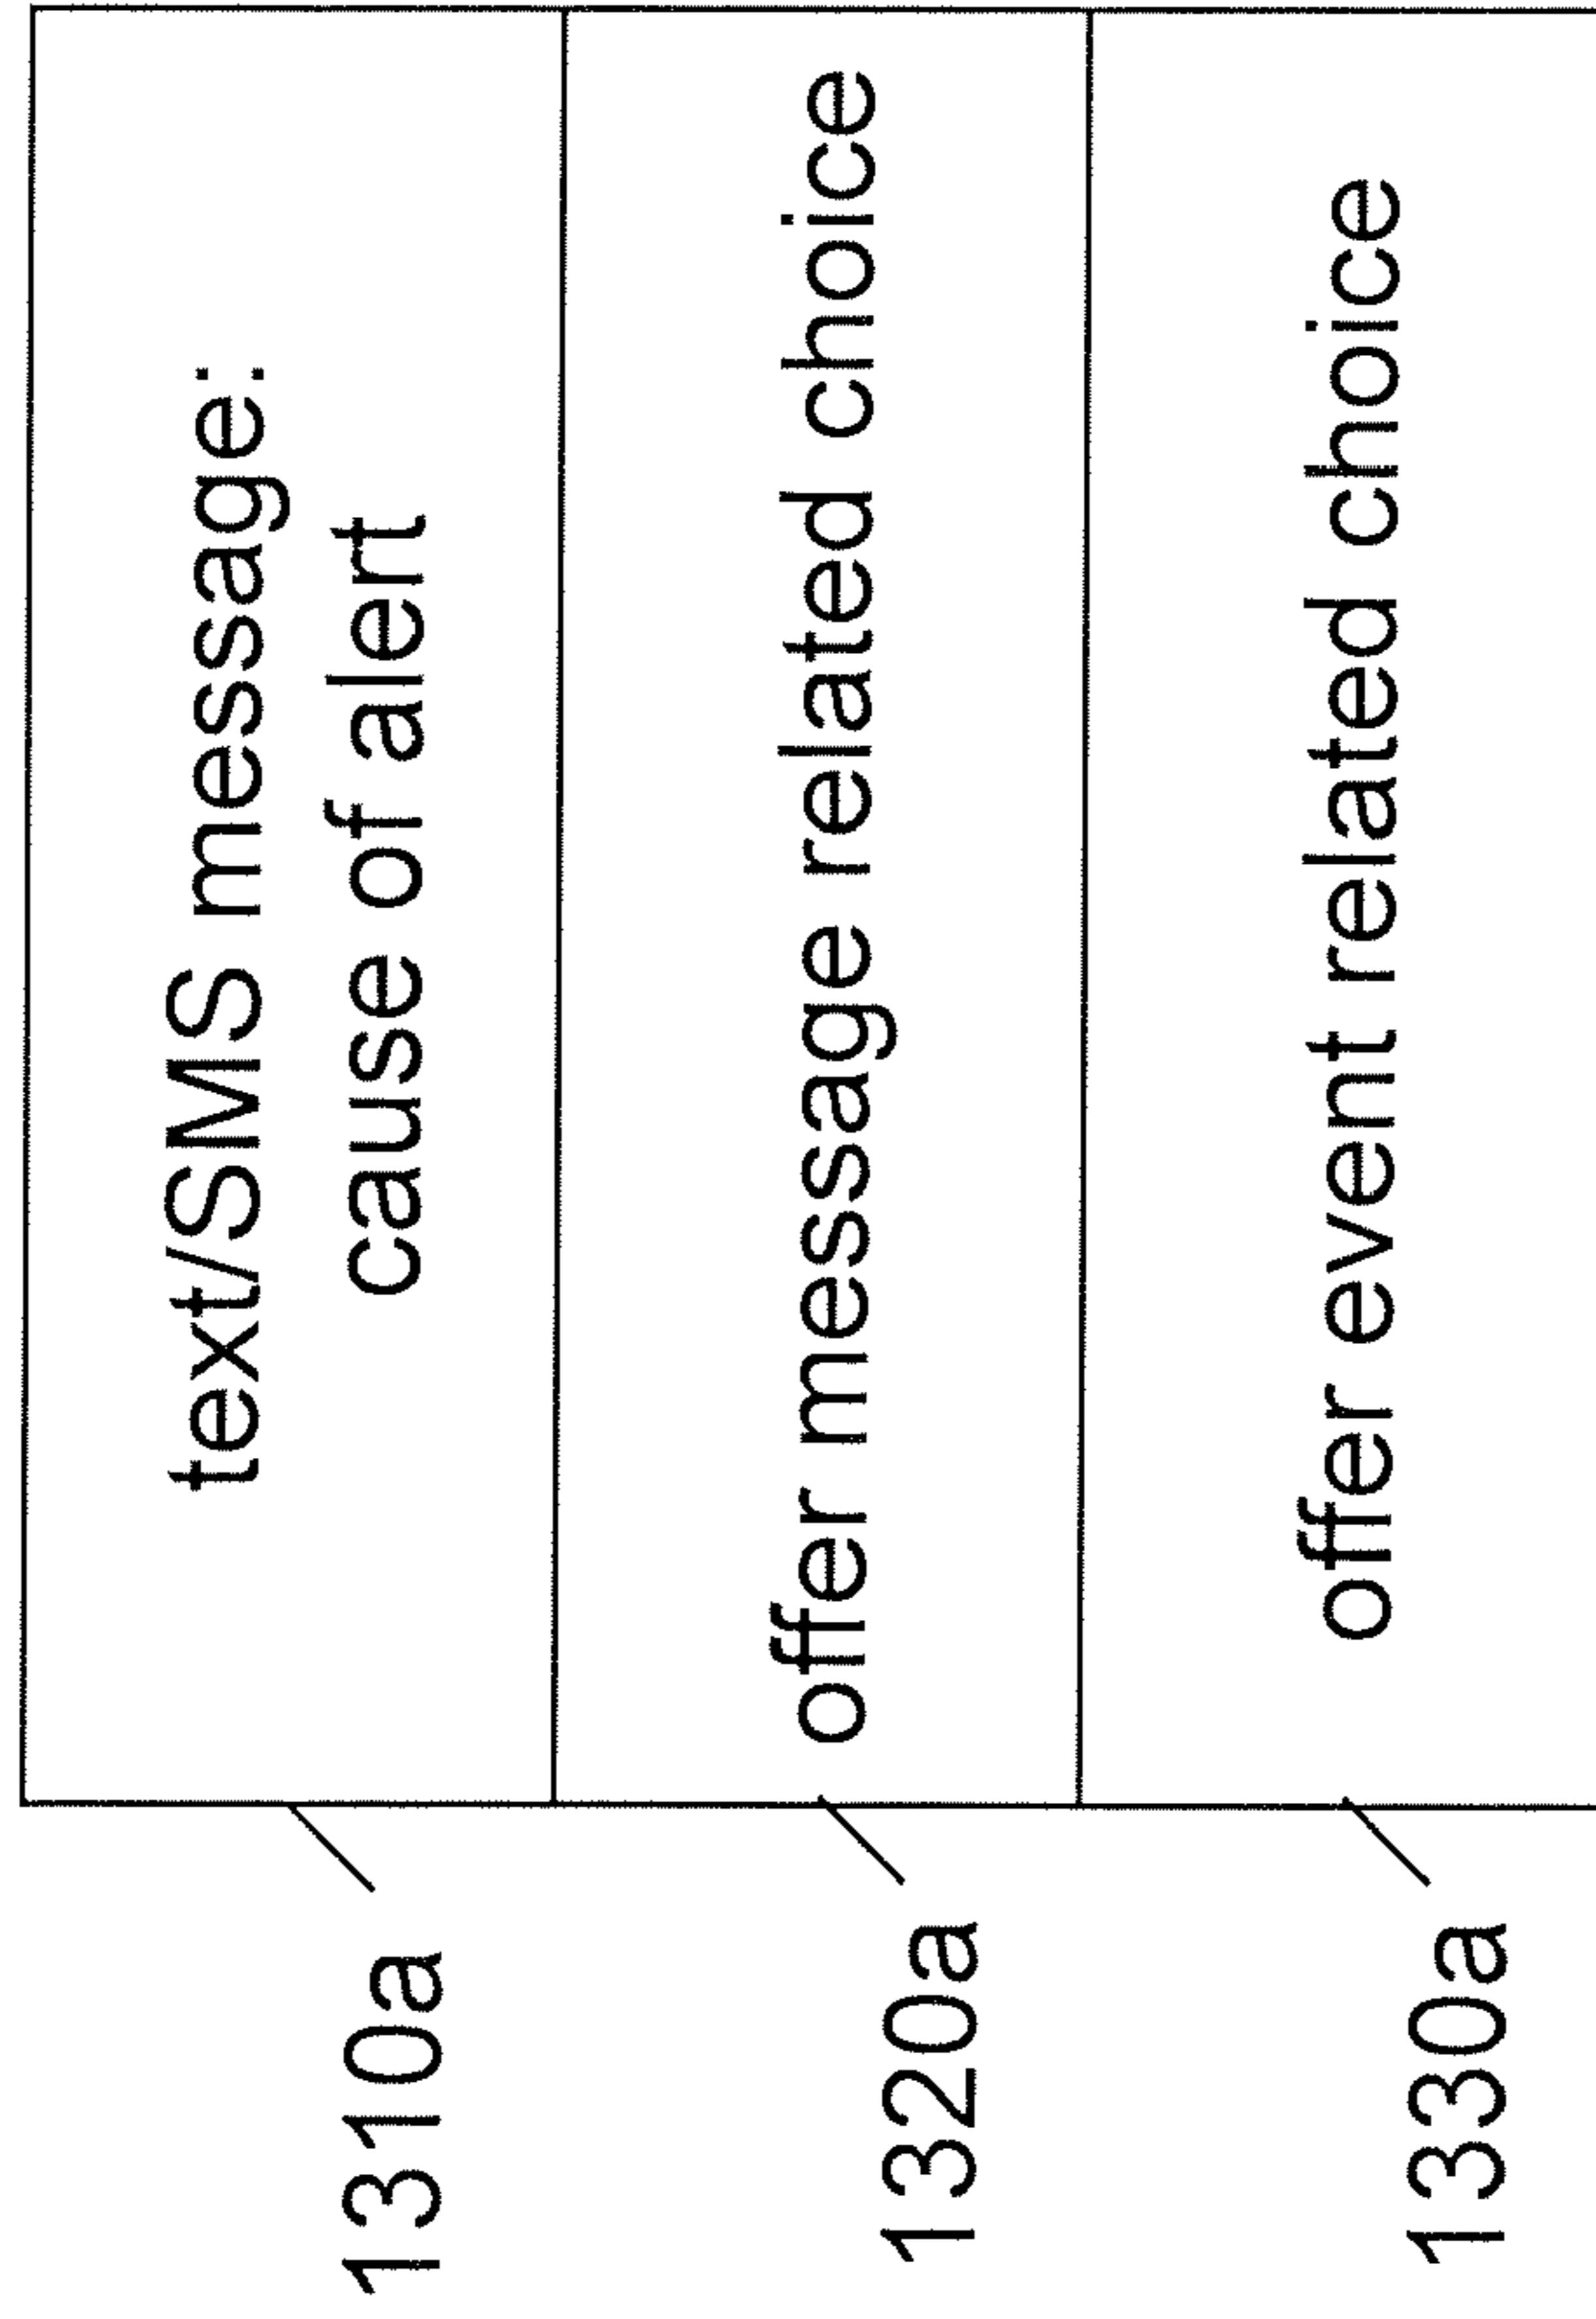 1310a
text/SMS message:
cause of alert
1320a
offer message related choice
1330a
offer event related choice